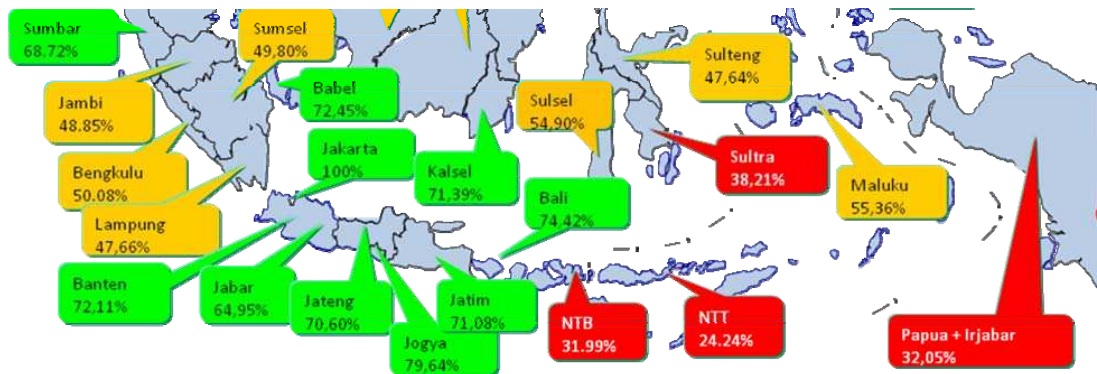 Sumbar
68.72%
Sumsel
49,80%
Babel
72,45%
Jambi
48.85%
Jakarta
100%
Bengkulu
50.08%
Lampung
47,66%
Banten
72,11%
Jabar
64,95%
Jateng
70,60%
Jogya
79,64%
Jatim
71,08%
Kalsel
71,39%
Bali
74,42%
Sulsel
54,90%
Sulteng
47,64%
Sultra
38,21%
Maluku
55,36%
NTB
31.99%
NTT
24.24%
Papua + Irjabar
32,05%